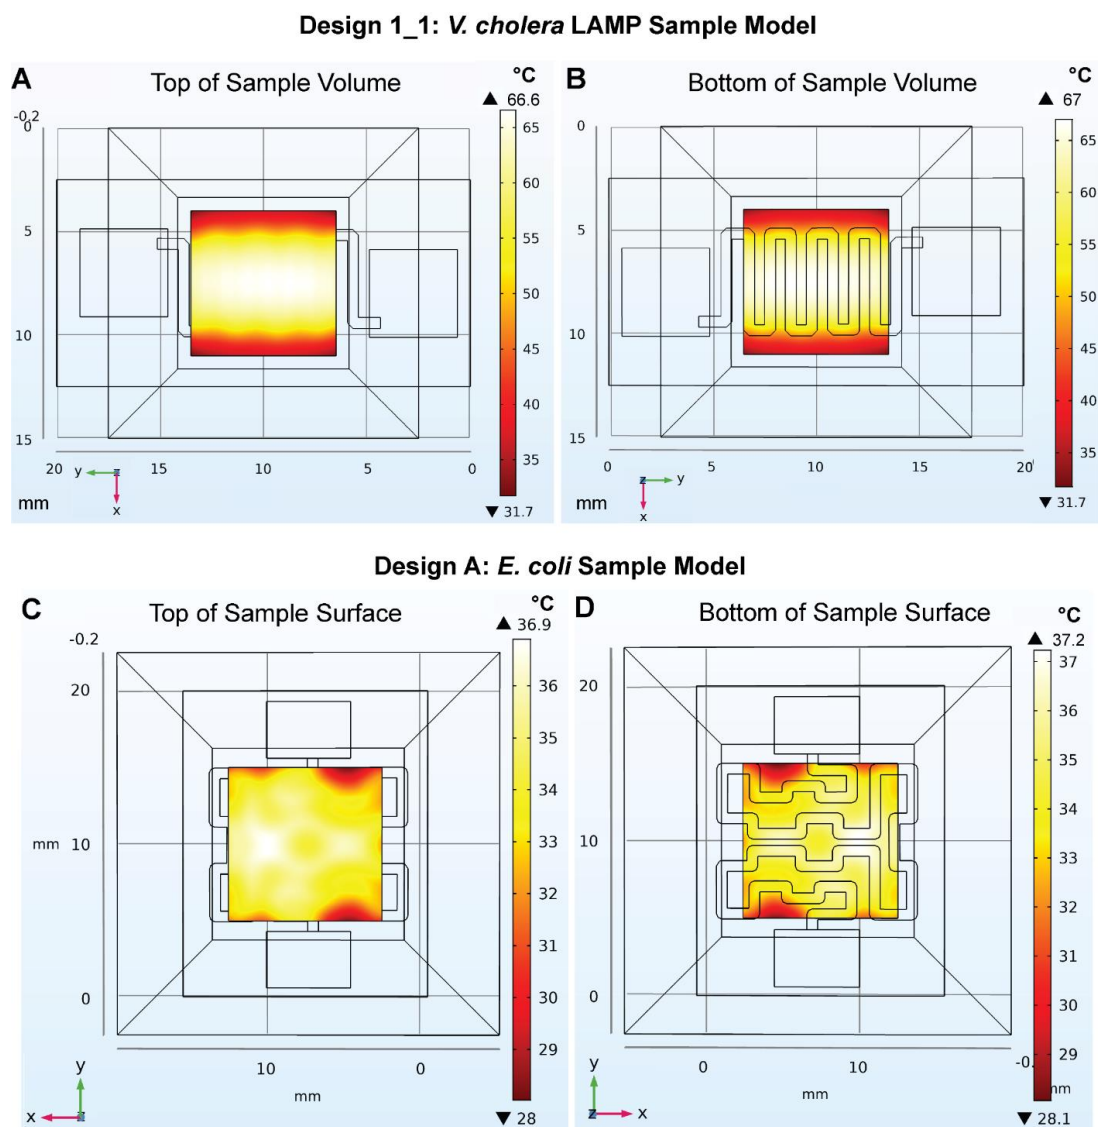 Design 1_1: V. cholera LAMP Sample Model
A
Top of Sample Volume
°C
▲ 66.6
-0.2
0
5
10
15
20
15
10
5
0
65
60
55
50
45
40
35
▼ 31.7
y
z
x
mm
B
Bottom of Sample Volume
°C
▲ 67
0
5
10
15
0
5
10
15
20
65
60
55
50
45
40
35
▼ 31.7
z
y
x
mm
Design A: E. coli Sample Model
C
Top of Sample Surface
°C
▲ 36.9
-0.2
20
mm
10
0
10
0
mm
36
35
34
33
32
31
30
29
▼ 28
y
x
z
D
Bottom of Sample Surface
°C
▲ 37.2
20
10
0
0
10
-0.
mm
mm
37
36
35
34
33
32
31
30
29
▼ 28.1
y
z
x